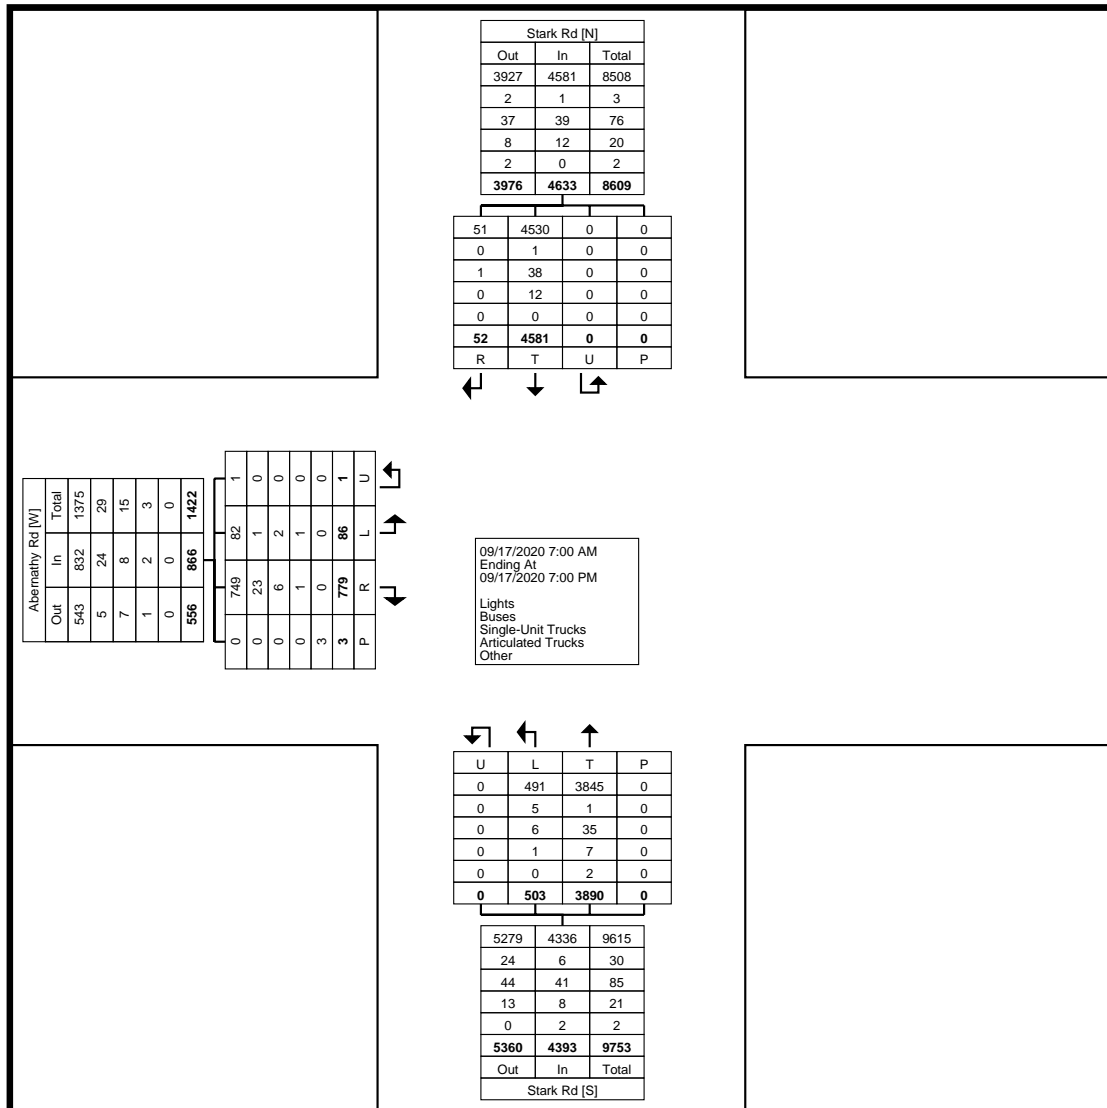 Stark Rd [N]
Out In Total
3927 4581 8508
2 1 3
37 39 76
8 12 20
2 0 2
3976 4633 8609
51 4530 0 0
0 1 0 0
1 38 0 0
0 12 0 0
0 0 0 0
52 4581 0 0
R T U P
Abernathy Rd [W]
Out In Total
543 832 1375
5 24 29
7 8 15
1 2 3
0 0 0
556 866 1422
0 749 82 1
0 23 1 0
0 6 2 0
0 1 1 0
3 0 0 0
3 779 86 1
P R L U
09/17/2020 7:00 AM
Ending At
09/17/2020 7:00 PM
Lights
Buses
Single-Unit Trucks
Articulated Trucks
Other
U L T P
0 491 3845 0
0 5 1 0
0 6 35 0
0 1 7 0
0 0 2 0
0 503 3890 0
5279 4336 9615
24 6 30
44 41 85
13 8 21
0 2 2
5360 4393 9753
Out In Total
Stark Rd [S]